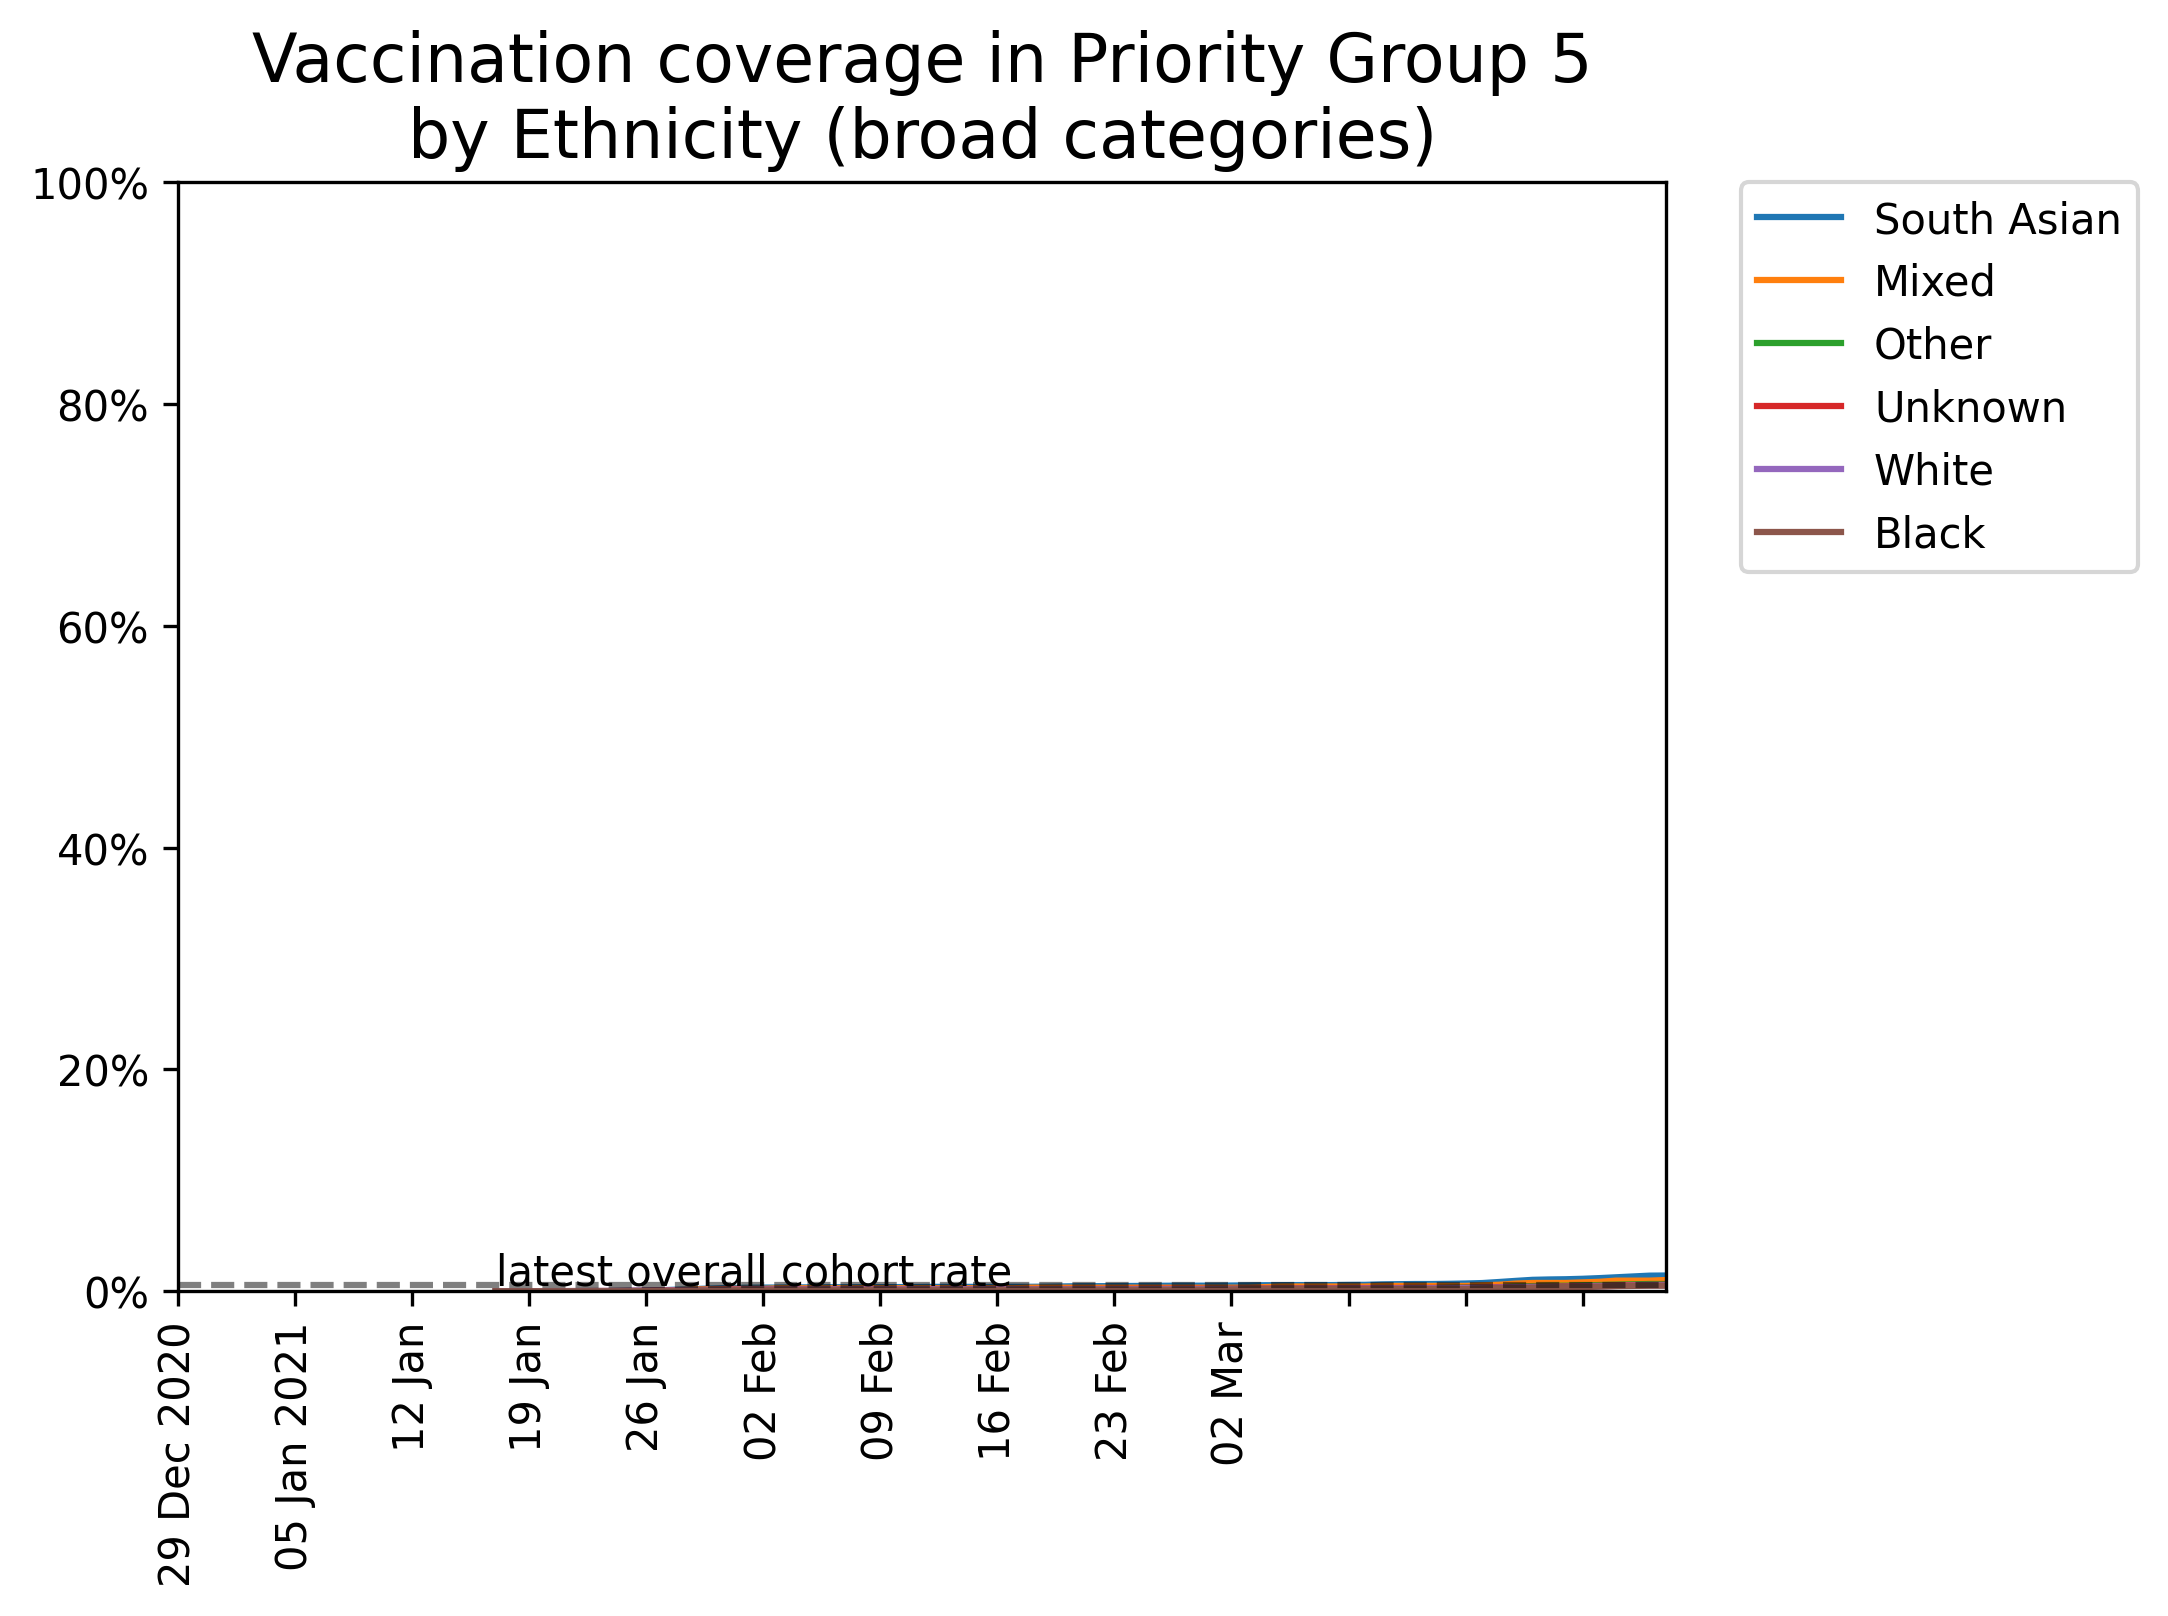 Vaccination coverage in Priority Group 5
by Ethnicity (broad categories)
100%
80%
60%
40%
20%
0%
latest overall cohort rate
29 Dec 2020
05 Jan 2021
12 Jan
19 Jan
26 Jan
02 Feb
09 Feb
16 Feb
23 Feb
02 Mar
South Asian
Mixed
Other
Unknown
White
Black